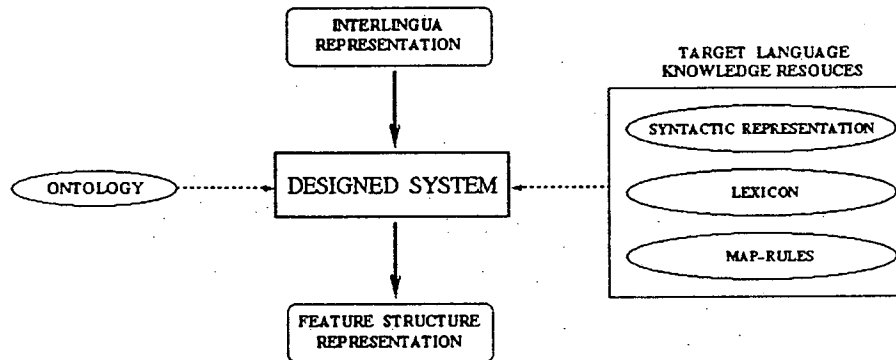 INTERLINGUA
REPRESENTATION
TARGET LANGUAGE
KNOWLEDGE RESOUCES
SYNTACTIC REPRESENTATION
ONTOLOGY
DESIGNED SYSTEM
LEXICON
MAP-RULES
FEATURE STRUCTURE
REPRESENTATION